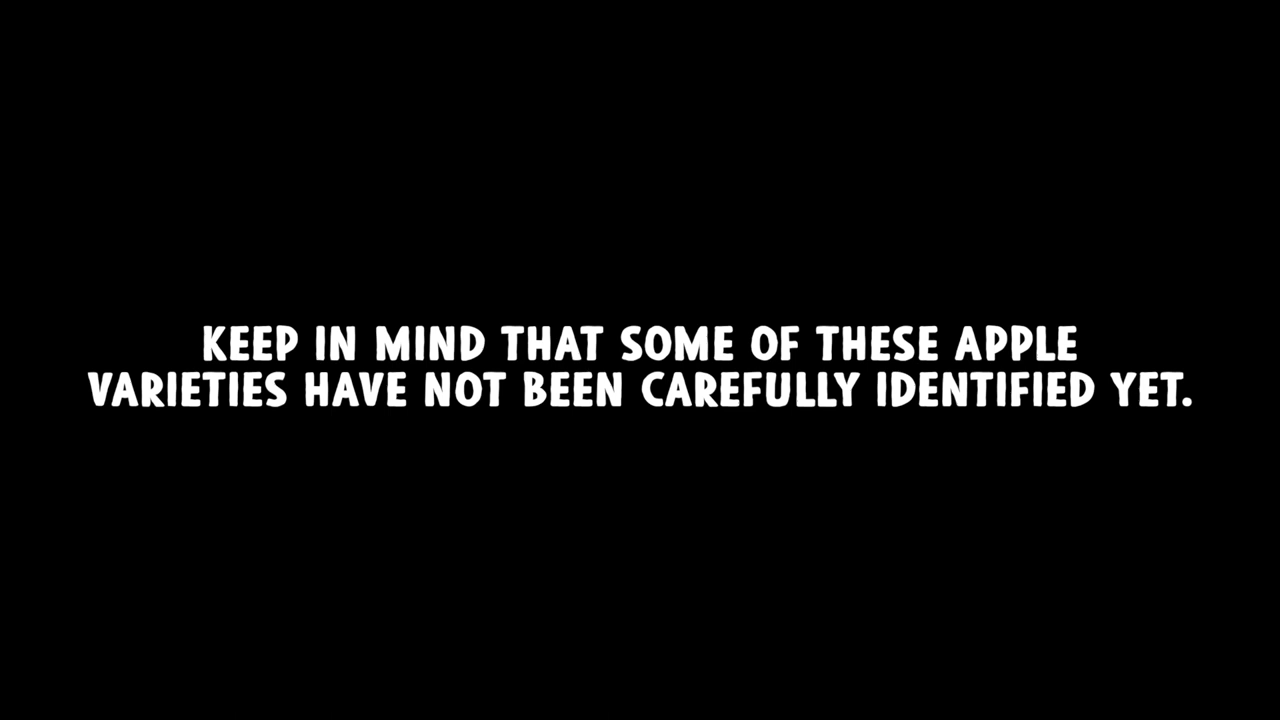 KEEP IN MIND THAT SOME OF THESE APPLE
VARIETIES HAVE NOT BEEN CAREFULLY IDENTIFIED YET.